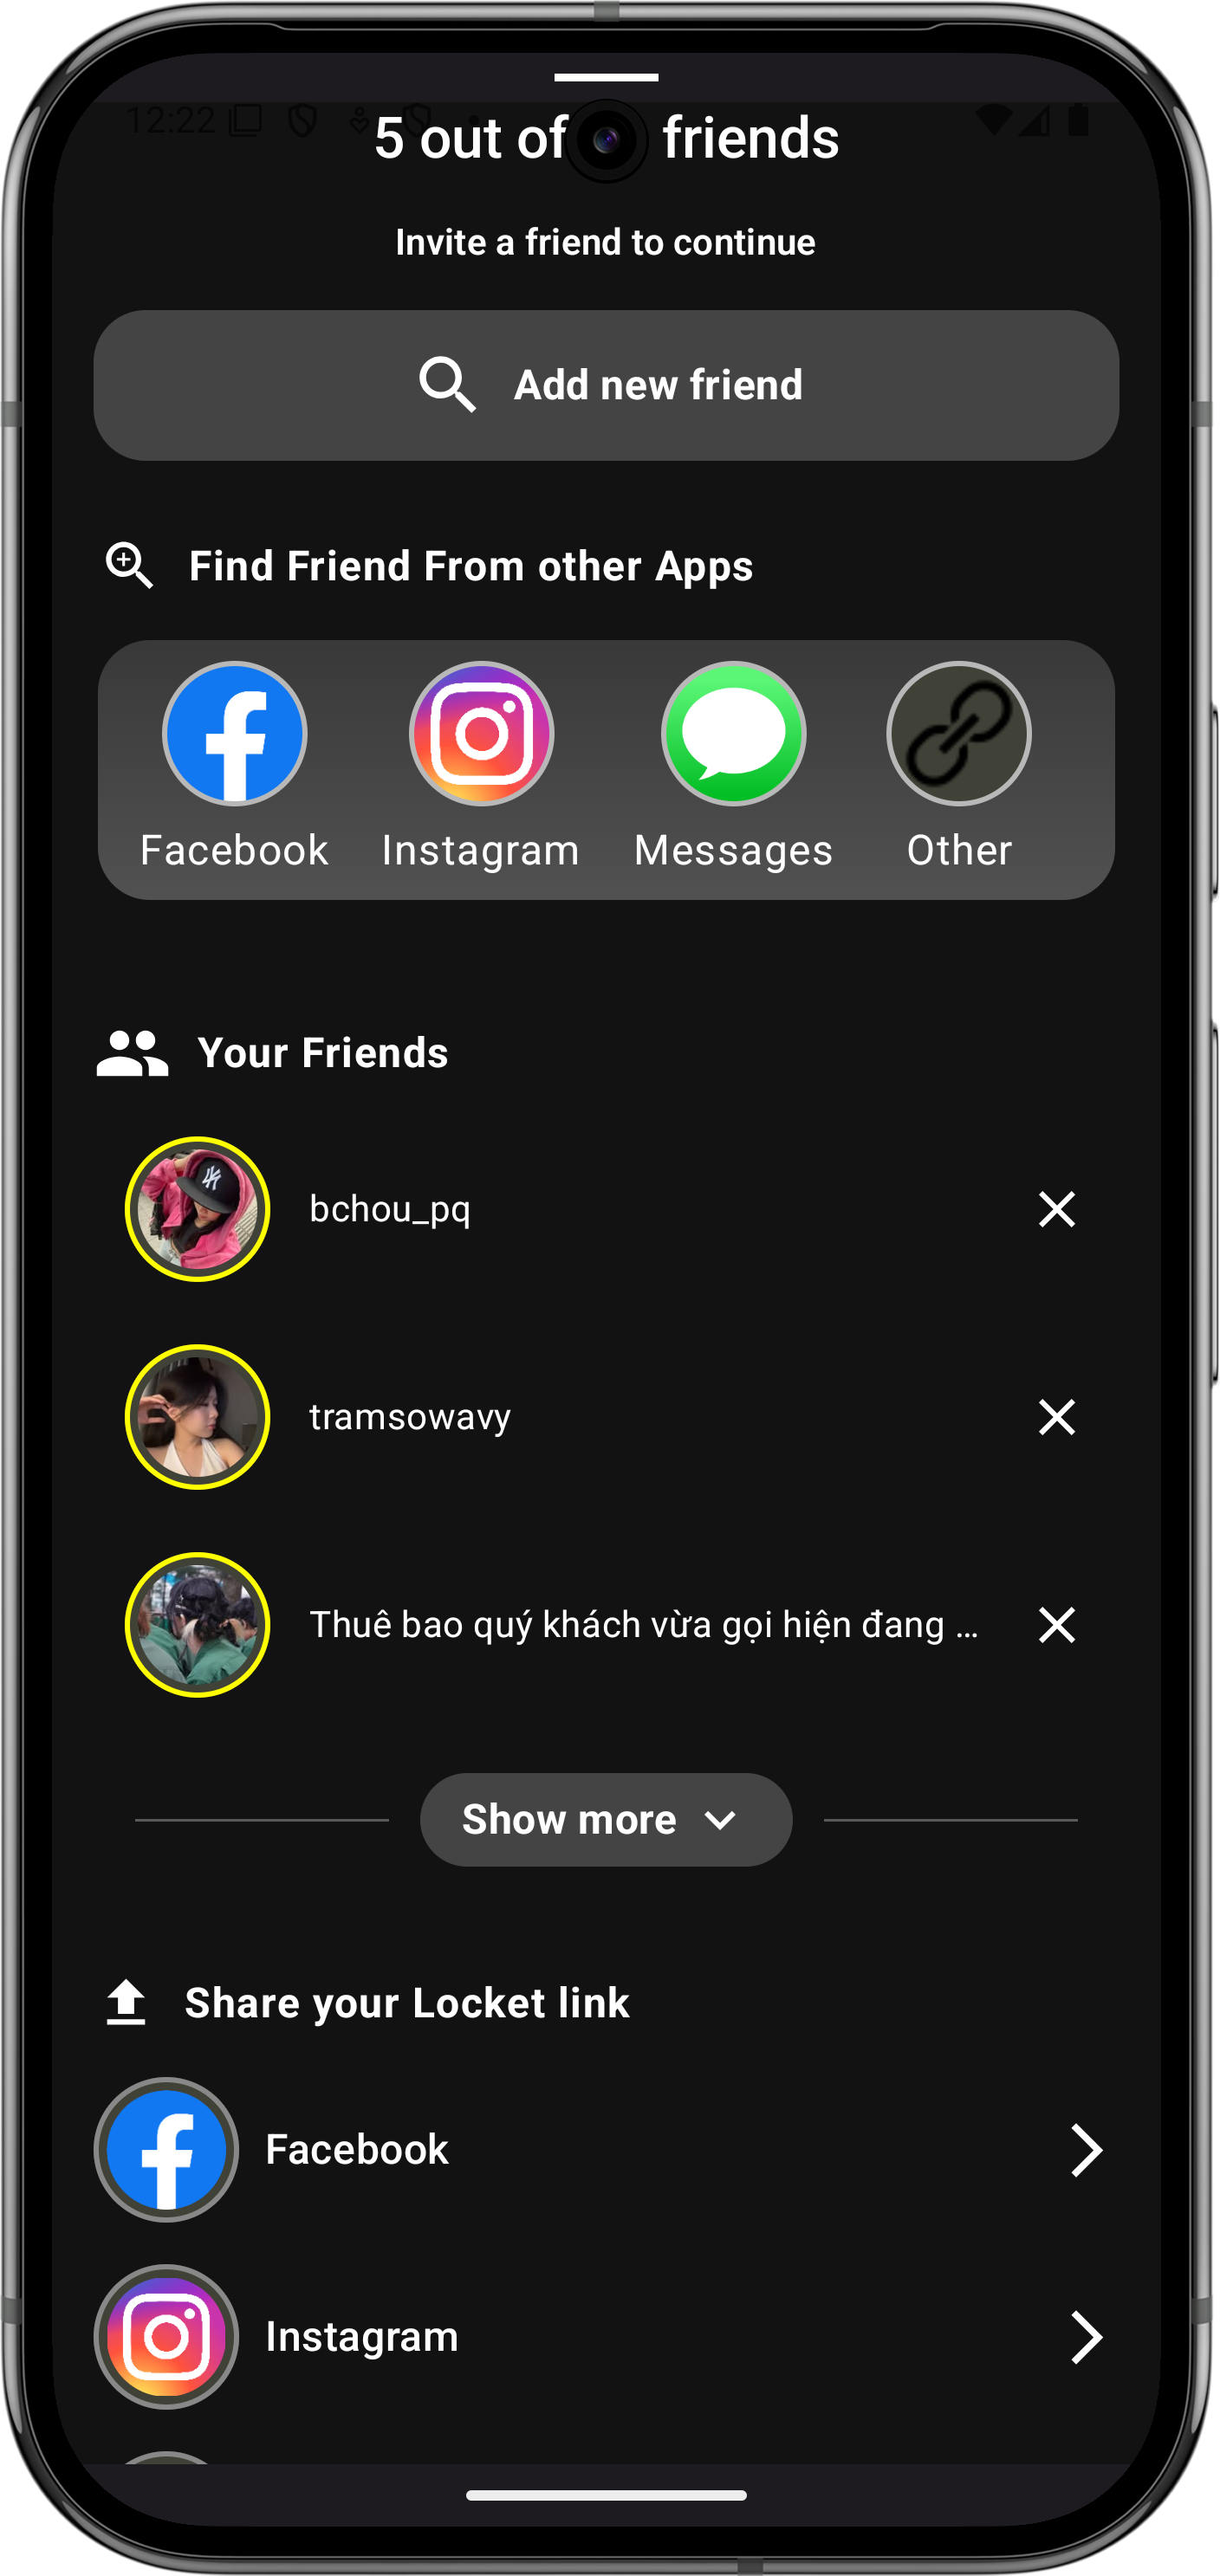 12:22
5 out of friends
Invite a friend to continue
Add new friend
Find Friend From other Apps
Facebook Instagram Messages Other
Your Friends
bchou_pq
tramsowavy
Thuê bao quý khách vừa gọi hiện đang ...
Show more
Share your Locket link
Facebook
Instagram